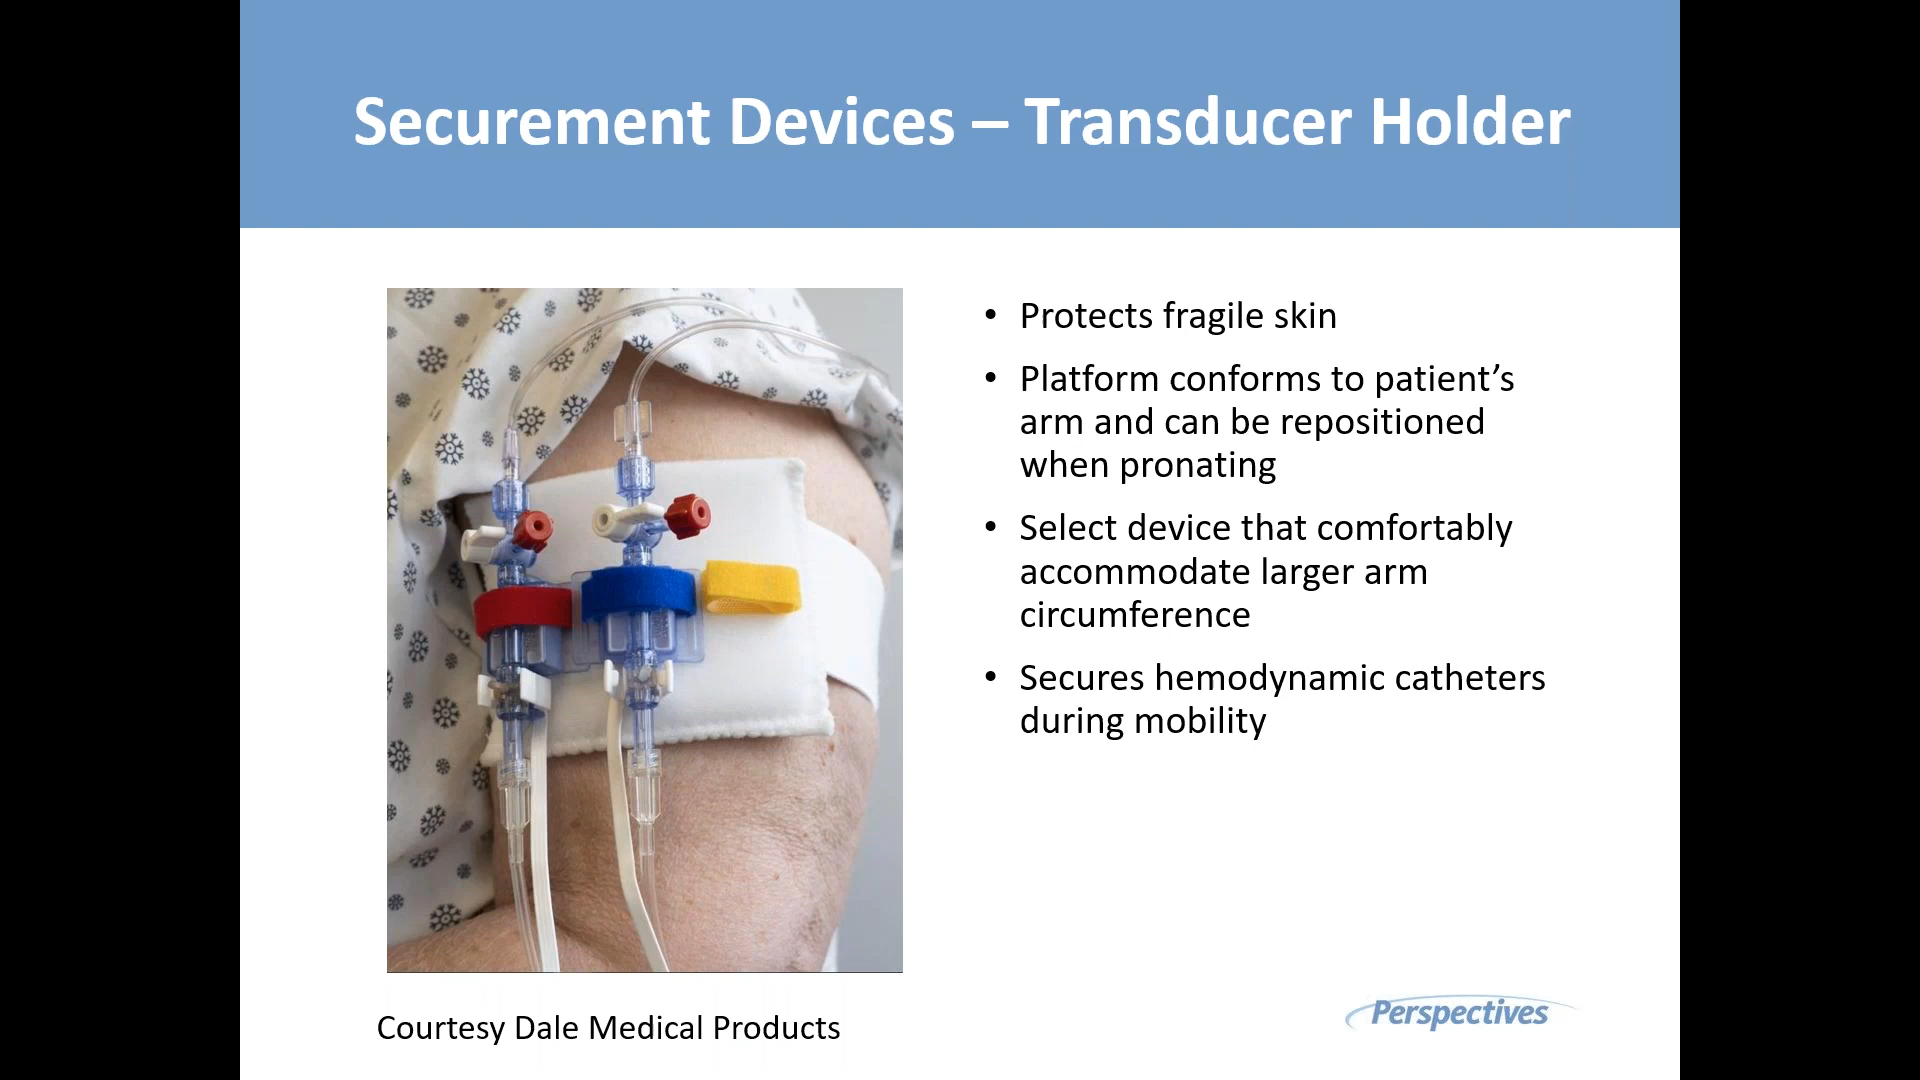 Securement Devices – Transducer Holder
• Protects fragile skin
• Platform conforms to patient’s
arm and can be repositioned
when pronating
• Select device that comfortably
accommodate larger arm
circumference
• Secures hemodynamic catheters
during mobility
Courtesy Dale Medical Products
Perspectives